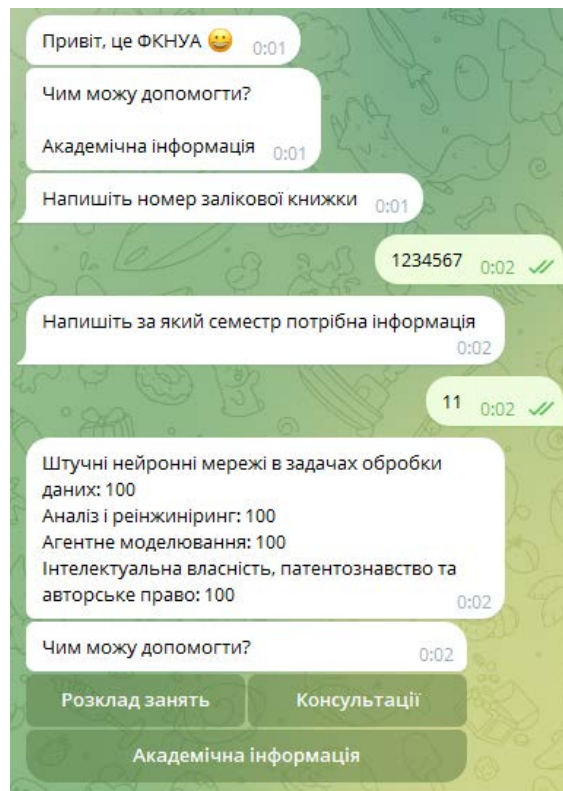 Привіт, це ФКНУА 😀 0:01
Чим можу допомогти?
Академічна інформація 0:01
Напишіть номер залікової книжки 0:01
1234567 0:02
Напишіть за який семестр потрібна інформація
0:02
11 0:02
Штучні нейронні мережі в задачах обробки
даних: 100
Аналіз і реінжиніринг: 100
Агентне моделювання: 100
Інтелектуальна власність, патентознавство та
авторське право: 100 0:02
Чим можу допомогти? 0:02
Розклад занять Консультації
Академічна інформація